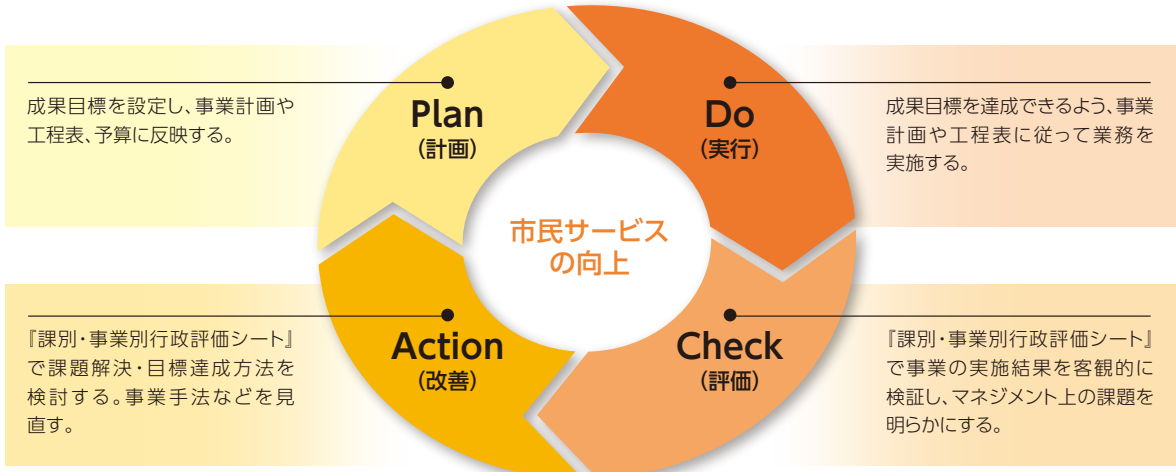 Plan
(計画)
成果目標を設定し、事業計画や
工程表、予算に反映する。
Do
(実行)
成果目標を達成できるよう、事業
計画や工程表に従って業務を
実施する。
市民サービス
の向上
Action
(改善)
『課別・事業別行政評価シート』
で課題解決・目標達成方法を
検討する。事業手法などを見
直す。
Check
(評価)
『課別・事業別行政評価シート』
で事業の実施結果を客観的に
検証し、マネジメント上の課題を
明らかにする。